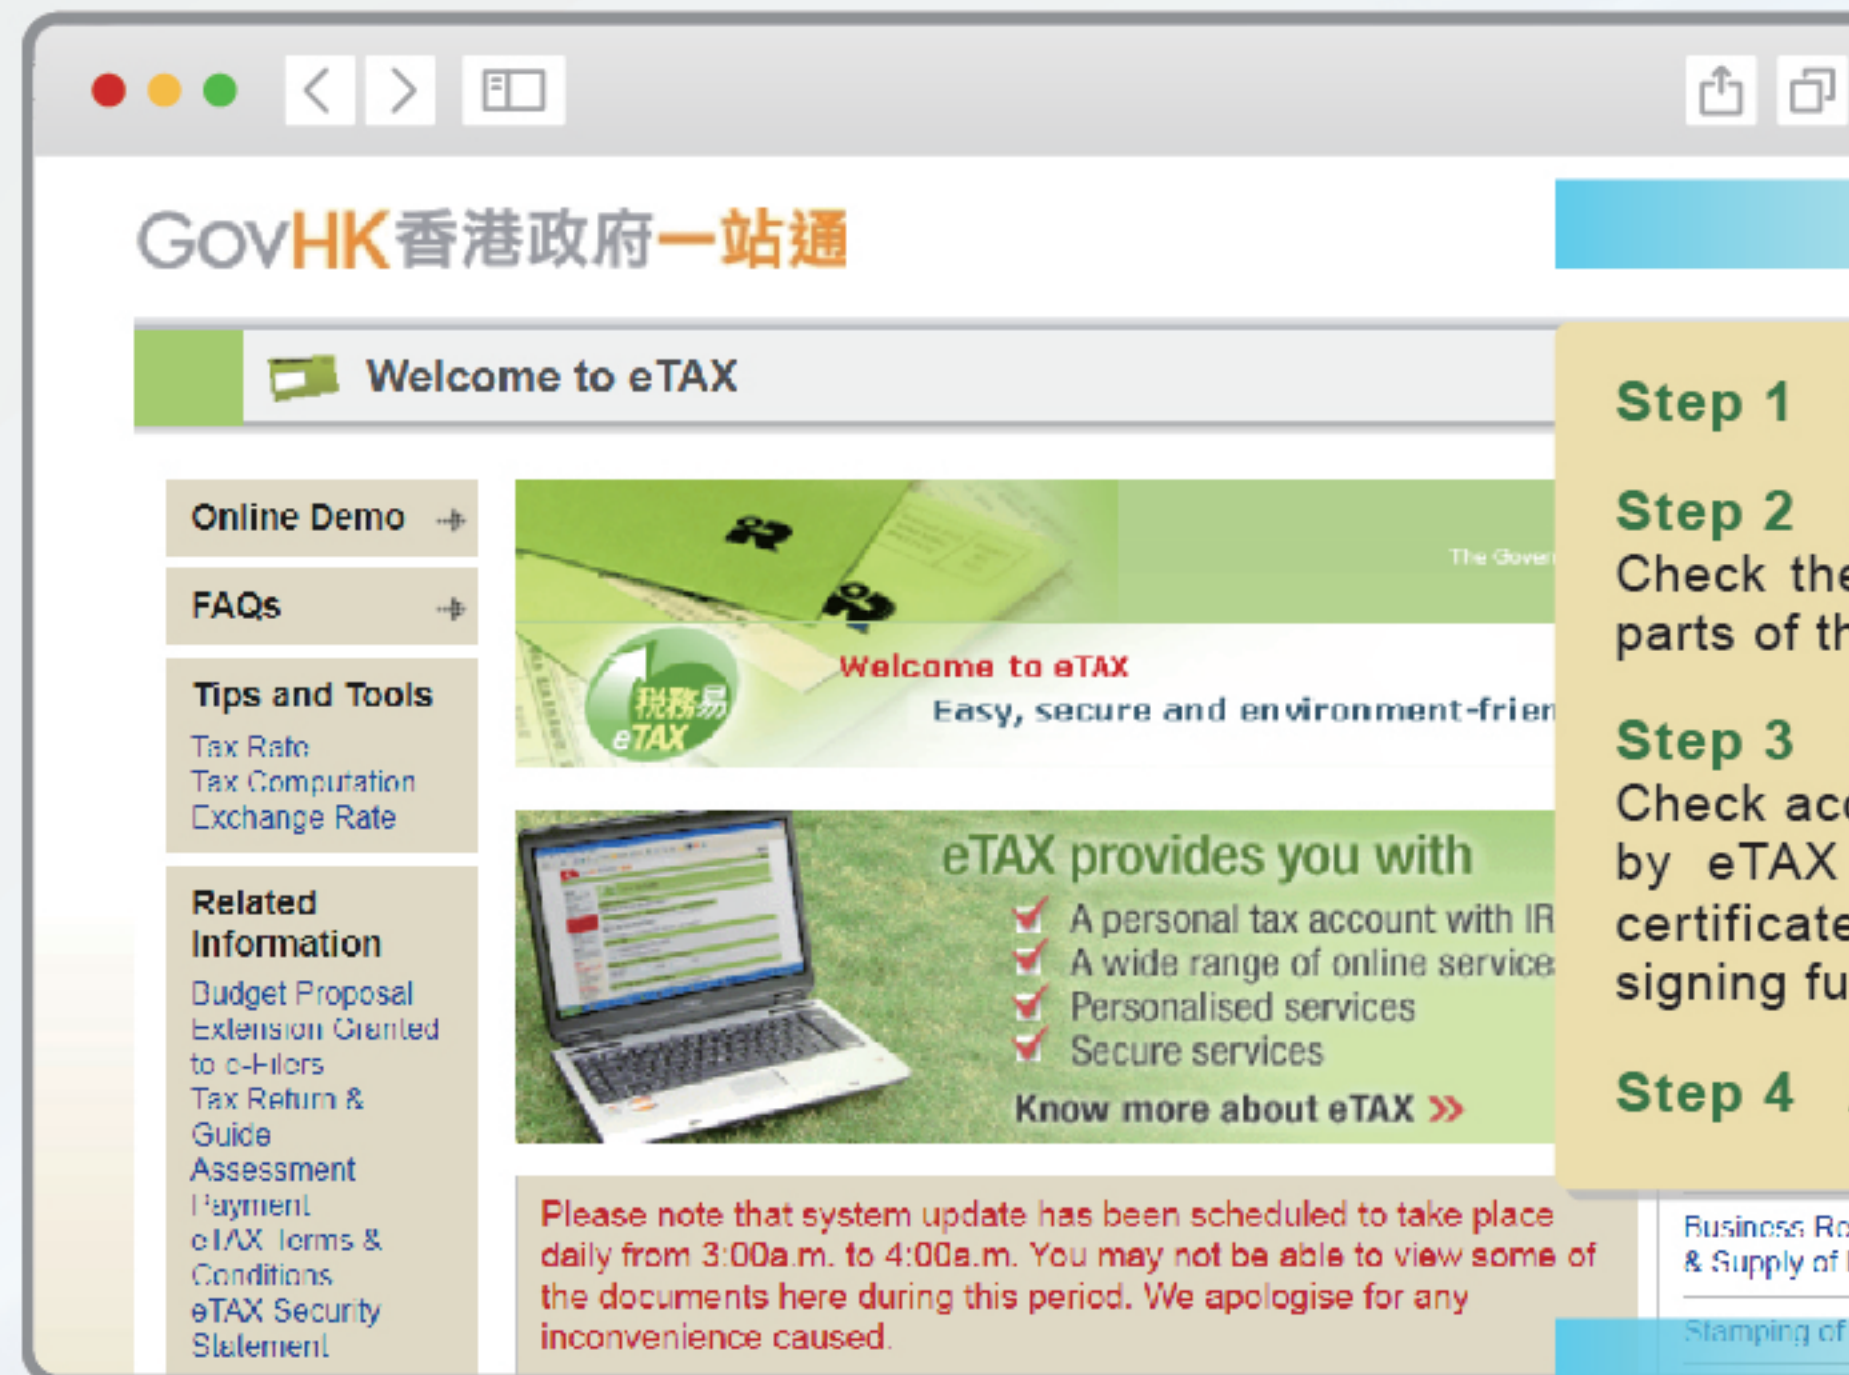 GovHK香港政府一站通
Welcome to eTAX
Online Demo
FAQs
Tips and Tools
Tax Rate
Tax Computation
Exchange Rate
Related
Information
Budget Proposal
Extension Granted
to e-Filers
Tax Return &
Guide
Assessment
Payment
eTAX Terms &
Conditions
eTAX Security
Statement
The Govern
税務易
eTAX
Welcome to eTAX
Easy, secure and environment-frien
eTAX provides you with
A personal tax account with IR
A wide range of online service
Personalised services
Secure services
Know more about eTAX
Please note that system update has been scheduled to take place
daily from 3:00a.m. to 4:00a.m. You may not be able to view some of
the documents here during this period. We apologise for any
inconvenience caused.
Step 1
Step 2
Check the
parts of th
Step 3
Check acc
by eTAX
certificate
signing fu
Step 4
Business Re
& Supply of
Stamping of